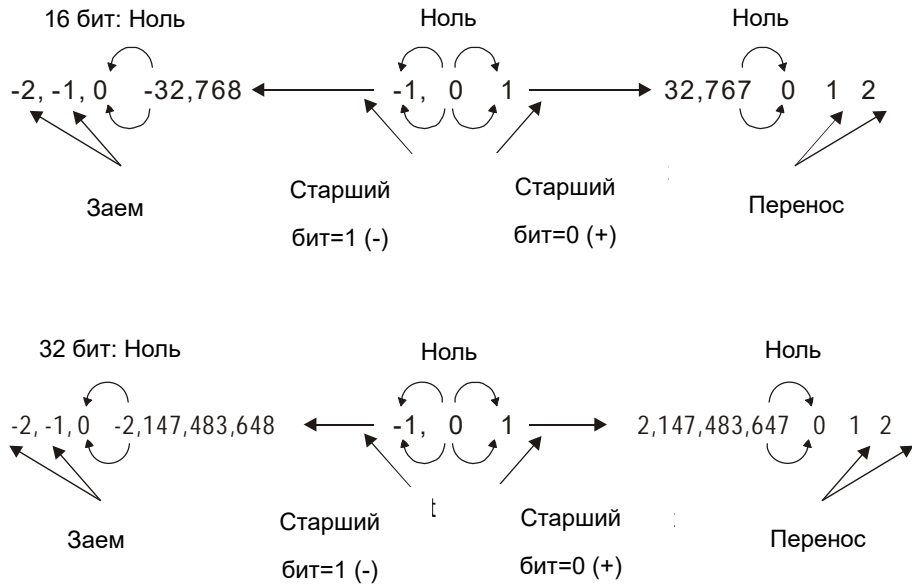 16 бит: Ноль Ноль Ноль
-2, -1, 0 -32,768 -1, 0 1 32,767 0 1 2
Заем Старший бит=1 (-) Старший бит=0 (+) Перенос
32 бит: Ноль Ноль Ноль
-2, -1, 0 -2,147,483,648 -1, 0 1 2,147,483,647 0 1 2
Заем Старший бит=1 (-) Старший бит=0 (+) Перенос